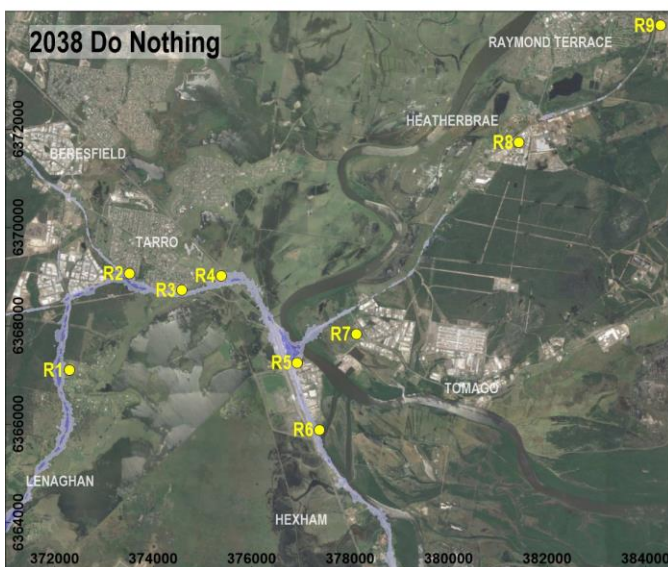 2038 Do Nothing
R9
RAYMOND TERRACE
HEATHERBRAE
R8
BERESFIELD
TARRO
R2
R4
R3
R7
R5
R1
TOMAGO
R6
LENAGHAN
HEXHAM
6372000
6370000
6368000
6366000
6364000
372000 374000 376000 378000 380000 382000 384000